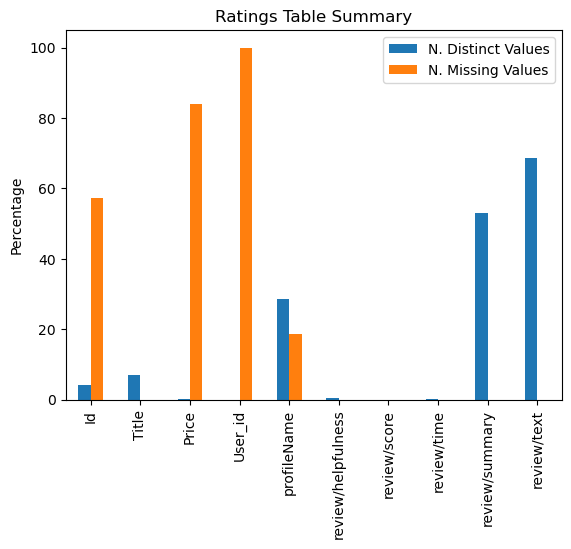 Ratings Table Summary
N. Distinct Values
N. Missing Values
Percentage
100
80
60
40
20
0
Id
Title
Price
User_id
profileName
review/helpfulness
review/score
review/time
review/summary
review/text